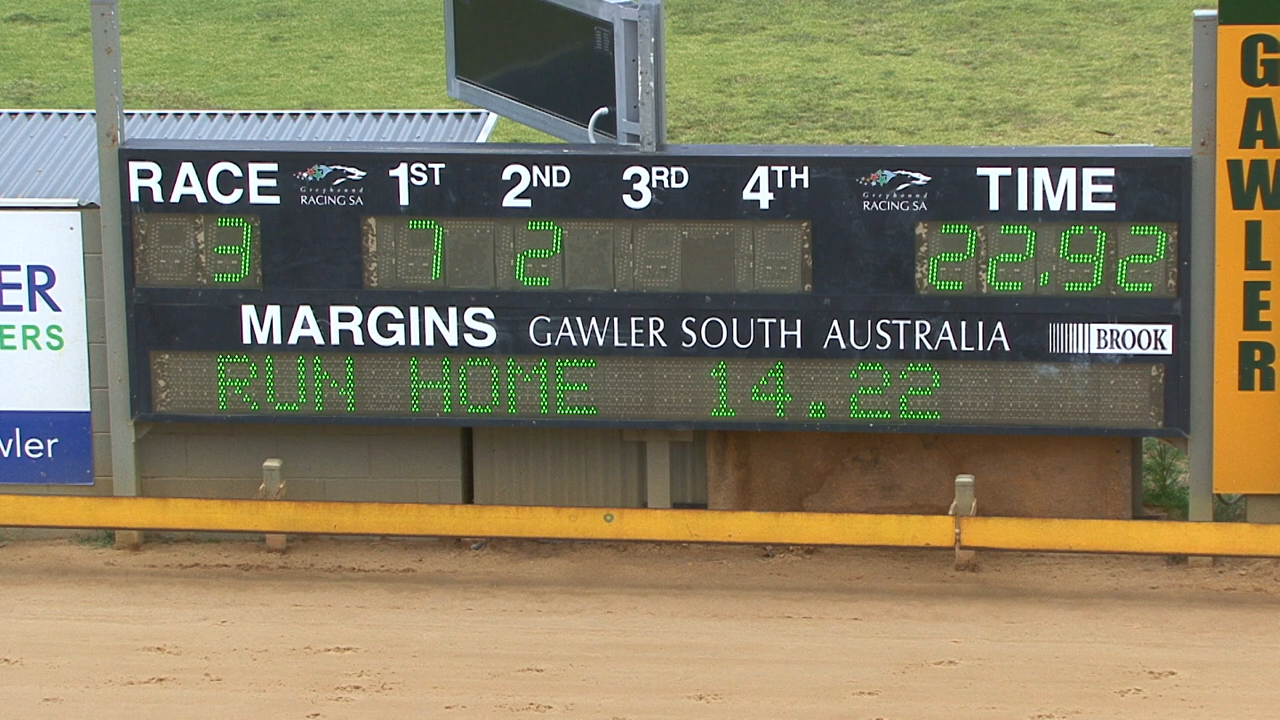 RACE
Greyhound
RACING SA
1ST 2ND 3RD 4TH
Greyhound
RACING SA
TIME
3 7 2 22.92
MARGINS GAWLER SOUTH AUSTRALIA BROOK
RUN HOME 14.22
ER
ERS
wler
GAWLER